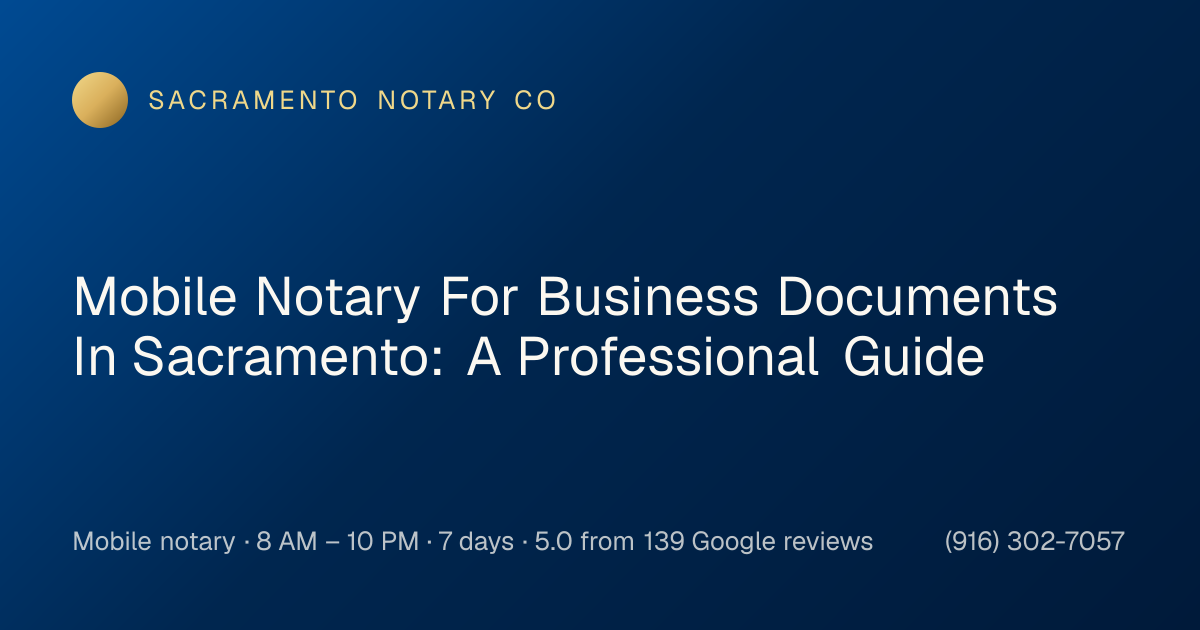 SACRAMENTO NOTARY CO
Mobile Notary For Business Documents
In Sacramento: A Professional Guide
Mobile notary · 8 AM – 10 PM · 7 days · 5.0 from 139 Google reviews
(916) 302-7057